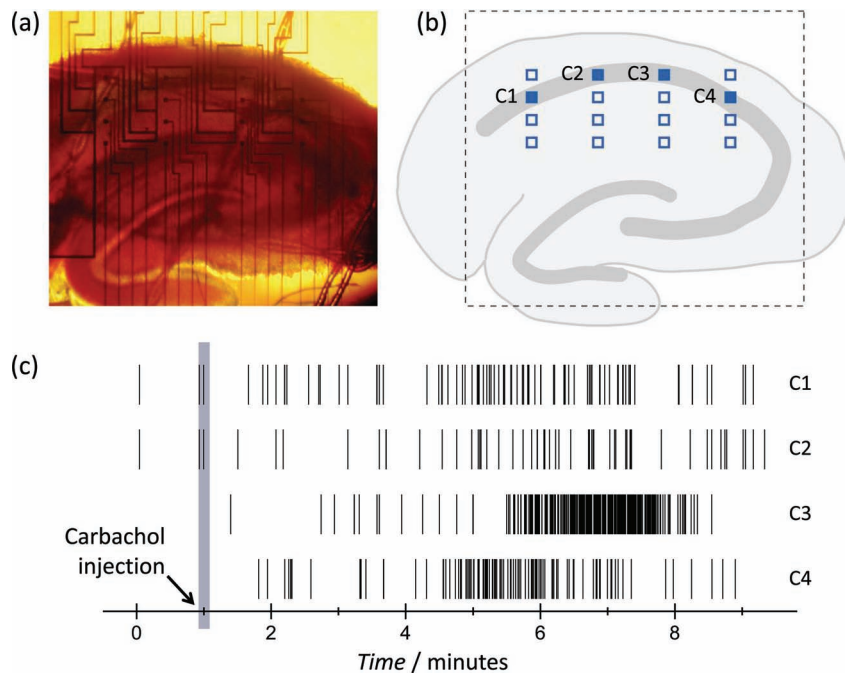 (a)
(b)
C1
C2
C3
C4
(c)
C1
C2
C3
C4
Carbachol
injection
0 2 4 6 8
Time / minutes